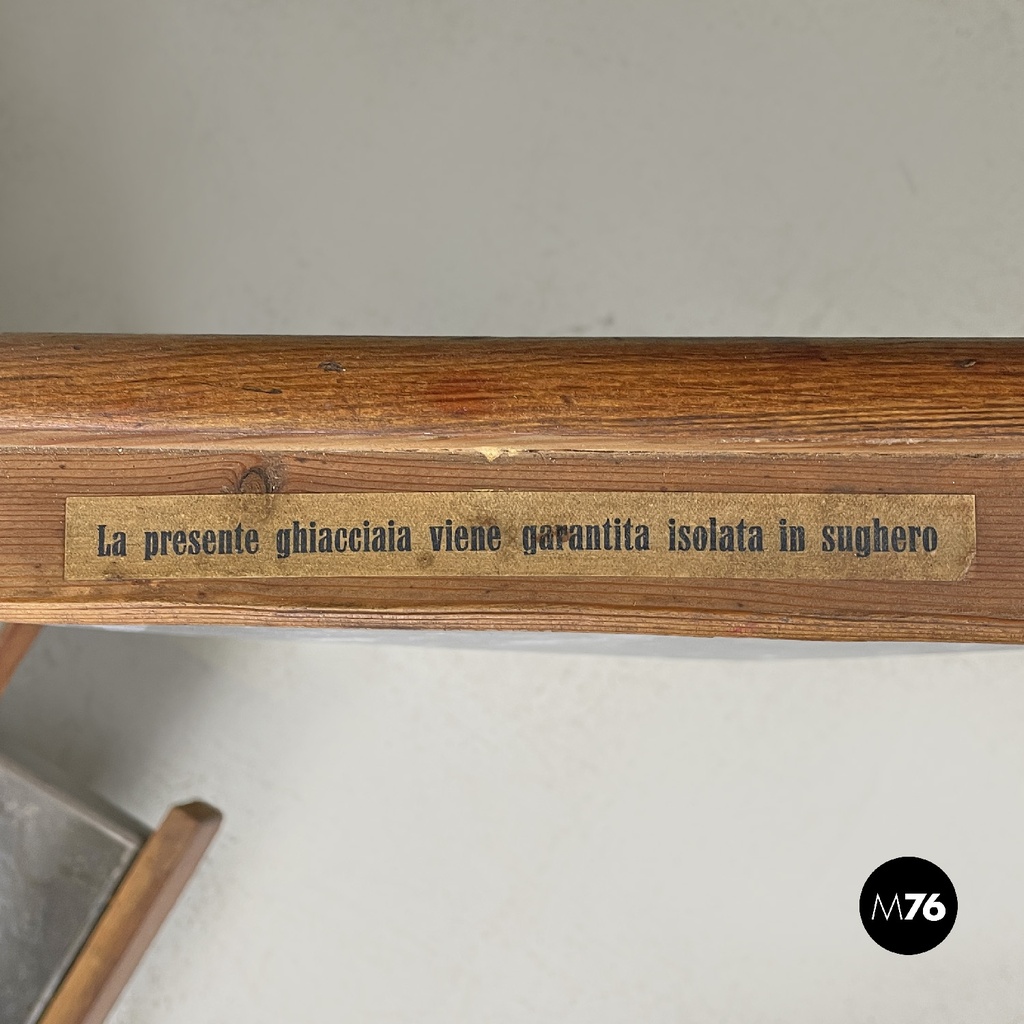 La presente ghiacciaia viene garantita isolata in sughero
M76